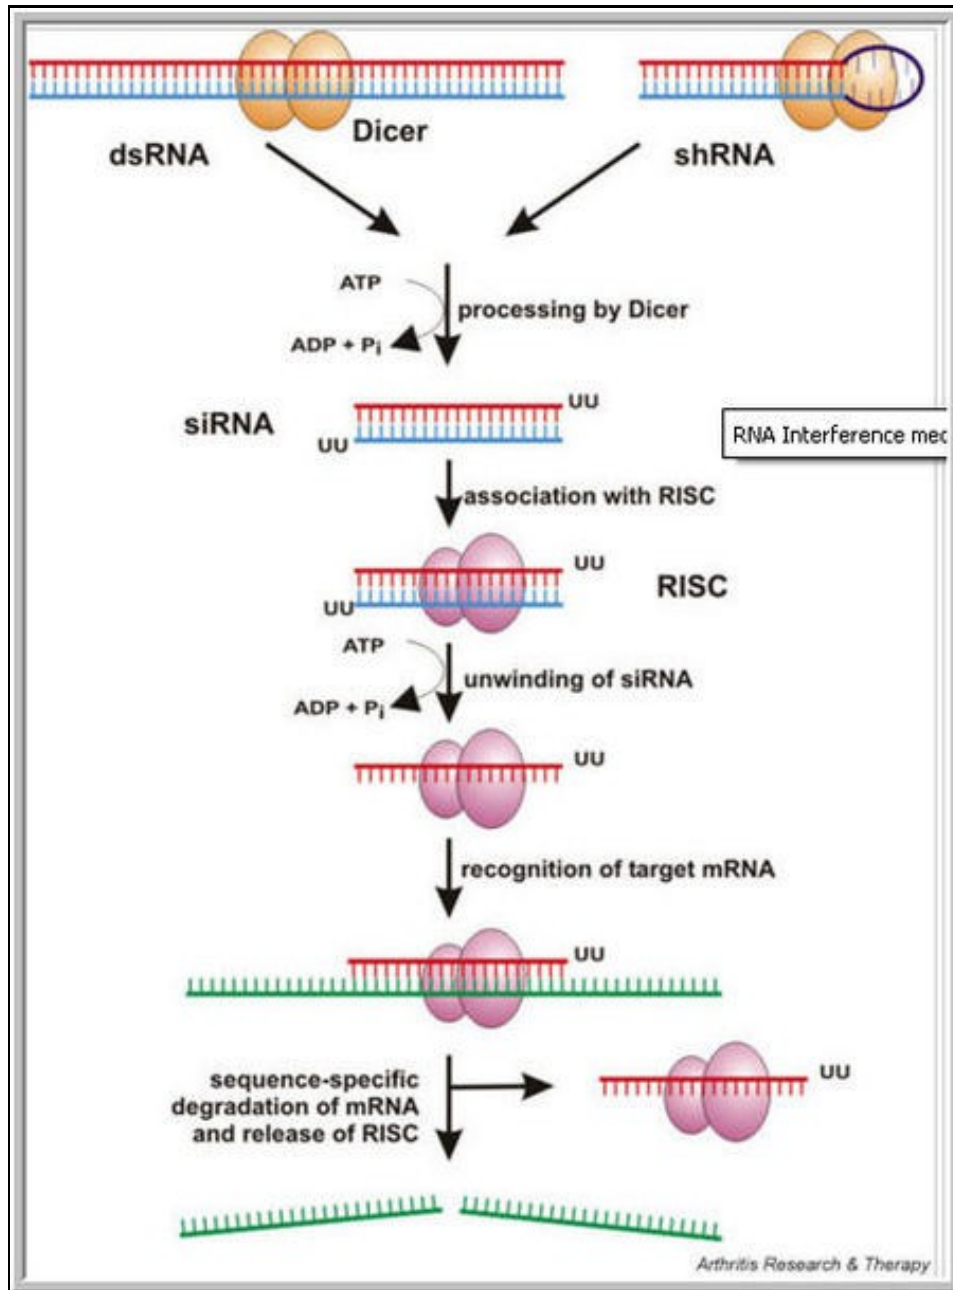 Dicer
dsRNA
shRNA
ATP
processing by Dicer
ADP + Pi
UU
siRNA
UU
RNA Interference mec
association with RISC
UU
RISC
UU
ATP
unwinding of siRNA
ADP + Pi
UU
recognition of target mRNA
UU
sequence-specific
degradation of mRNA
and release of RISC
UU
Arthritis Research & Therapy